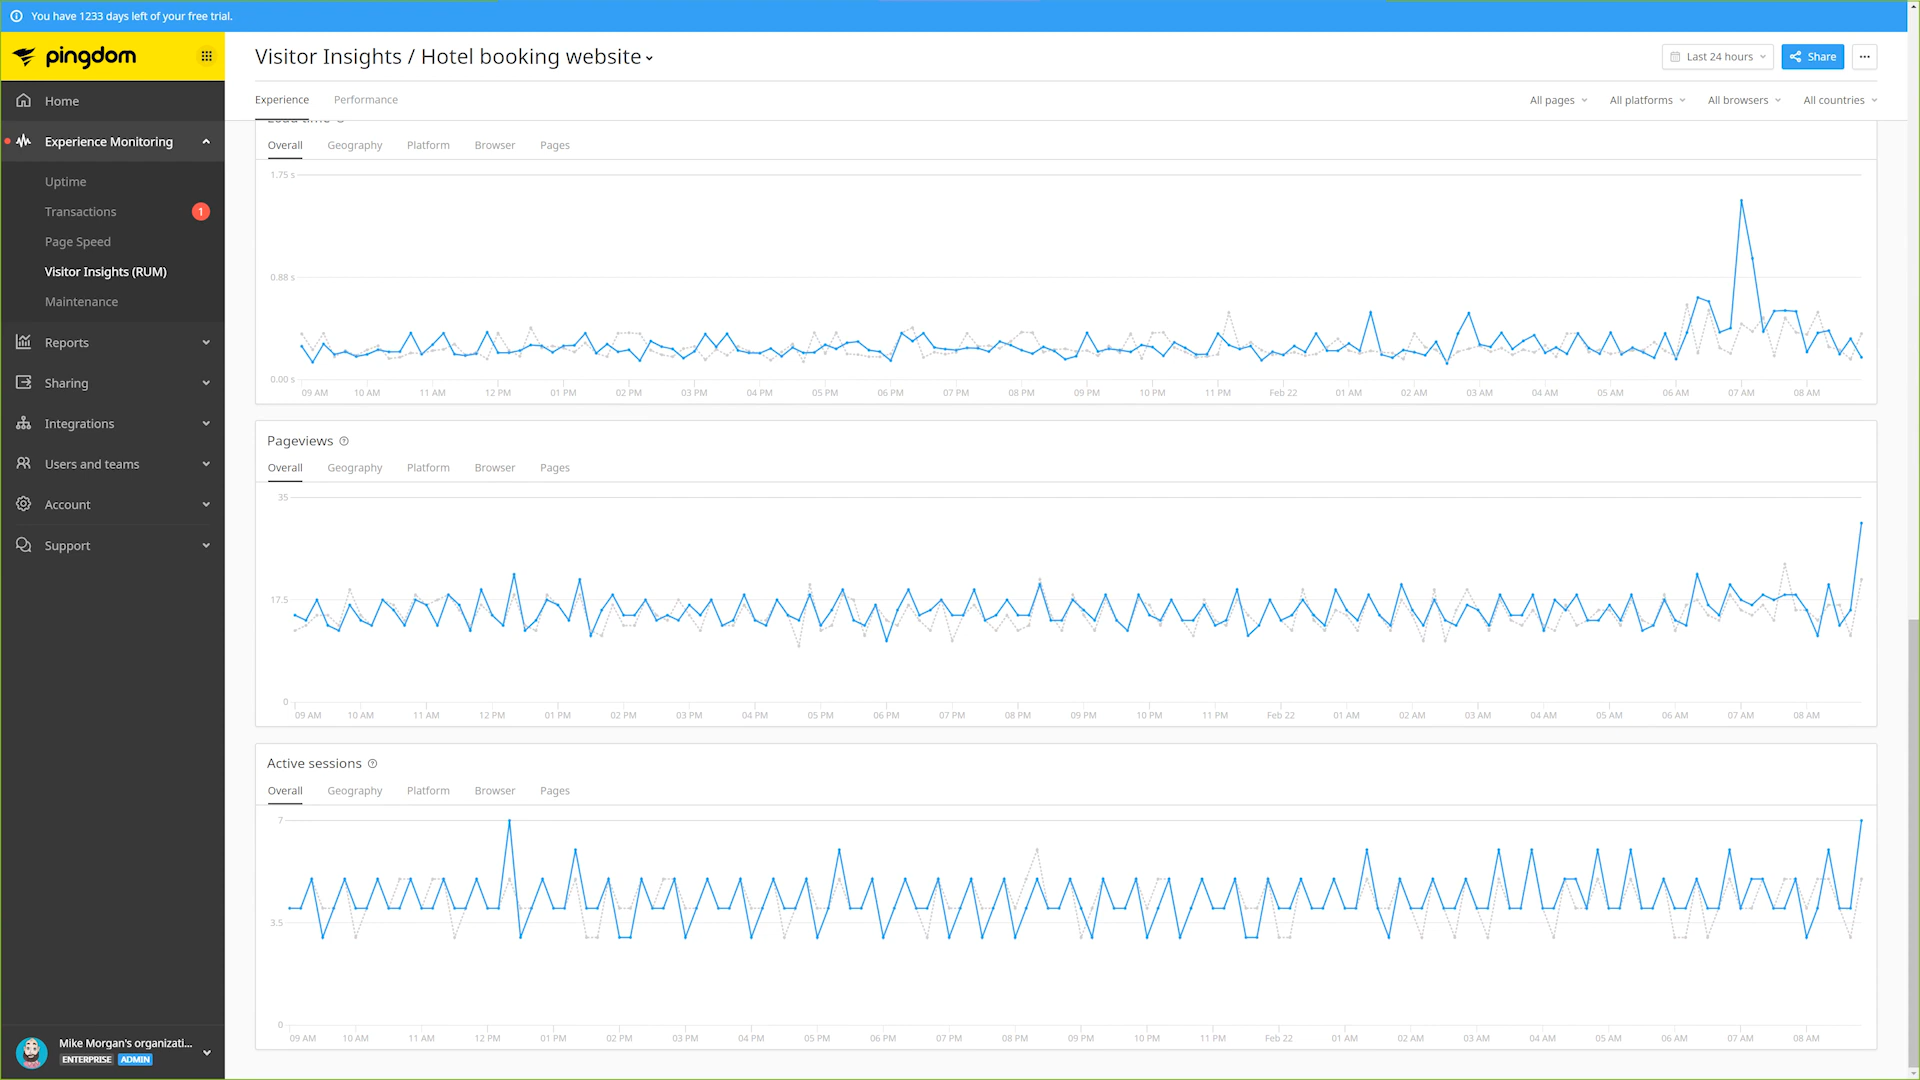 You have 1233 days left of your free trial.
pingdom
Visitor Insights / Hotel booking website
Last 24 hours
Share
Home
Experience Monitoring
Uptime
Transactions
1
Page Speed
Visitor Insights (RUM)
Maintenance
Reports
Sharing
Integrations
Users and teams
Account
Support
Mike Morgan's organizati...
ENTERPRISE ADMIN
Experience Performance
All pages All platforms All browsers All countries
Load time
Overall Geography Platform Browser Pages
1.75 s
0.88 s
0.00 s
09 AM 10 AM 11 AM 12 PM 01 PM 02 PM 03 PM 04 PM 05 PM 06 PM 07 PM 08 PM 09 PM 10 PM 11 PM Feb 22 01 AM 02 AM 03 AM 04 AM 05 AM 06 AM 07 AM 08 AM
Pageviews
Overall Geography Platform Browser Pages
35
17.5
0
09 AM 10 AM 11 AM 12 PM 01 PM 02 PM 03 PM 04 PM 05 PM 06 PM 07 PM 08 PM 09 PM 10 PM 11 PM Feb 22 01 AM 02 AM 03 AM 04 AM 05 AM 06 AM 07 AM 08 AM
Active sessions
Overall Geography Platform Browser Pages
7
3.5
0
09 AM 10 AM 11 AM 12 PM 01 PM 02 PM 03 PM 04 PM 05 PM 06 PM 07 PM 08 PM 09 PM 10 PM 11 PM Feb 22 01 AM 02 AM 03 AM 04 AM 05 AM 06 AM 07 AM 08 AM